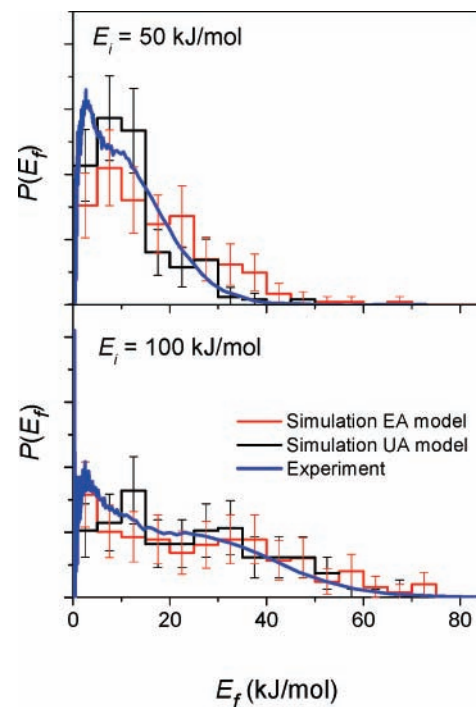 E_i = 50 kJ/mol
P(E_f)
E_i = 100 kJ/mol
P(E_f)
Simulation EA model
Simulation UA model
Experiment
0 20 40 60 80
E_f (kJ/mol)